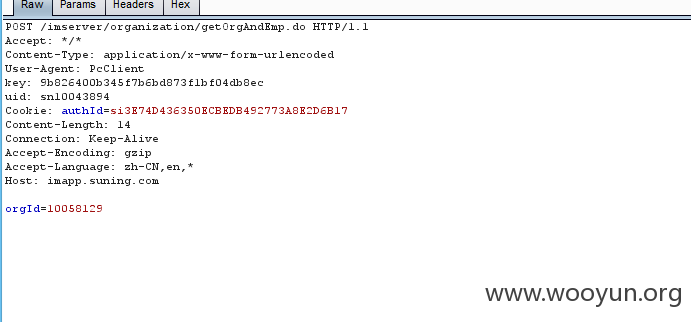 Raw Params Headers Hex
POST /imserver/organization/getOrgAndEmp.do HTTP/1.1
Accept: */*
Content-Type: application/x-www-form-urlencoded
User-Agent: PcClient
key: 9b826400b345f7b6bd873f1bf04db8ec
uid: sn10043894
Cookie: authId=si3E74D436350ECBEDB492773A8E2D6B17
Content-Length: 14
Connection: Keep-Alive
Accept-Encoding: gzip
Accept-Language: zh-CN,en,*
Host: imapp.suning.com
orgId=10058129
www.wooyun.org